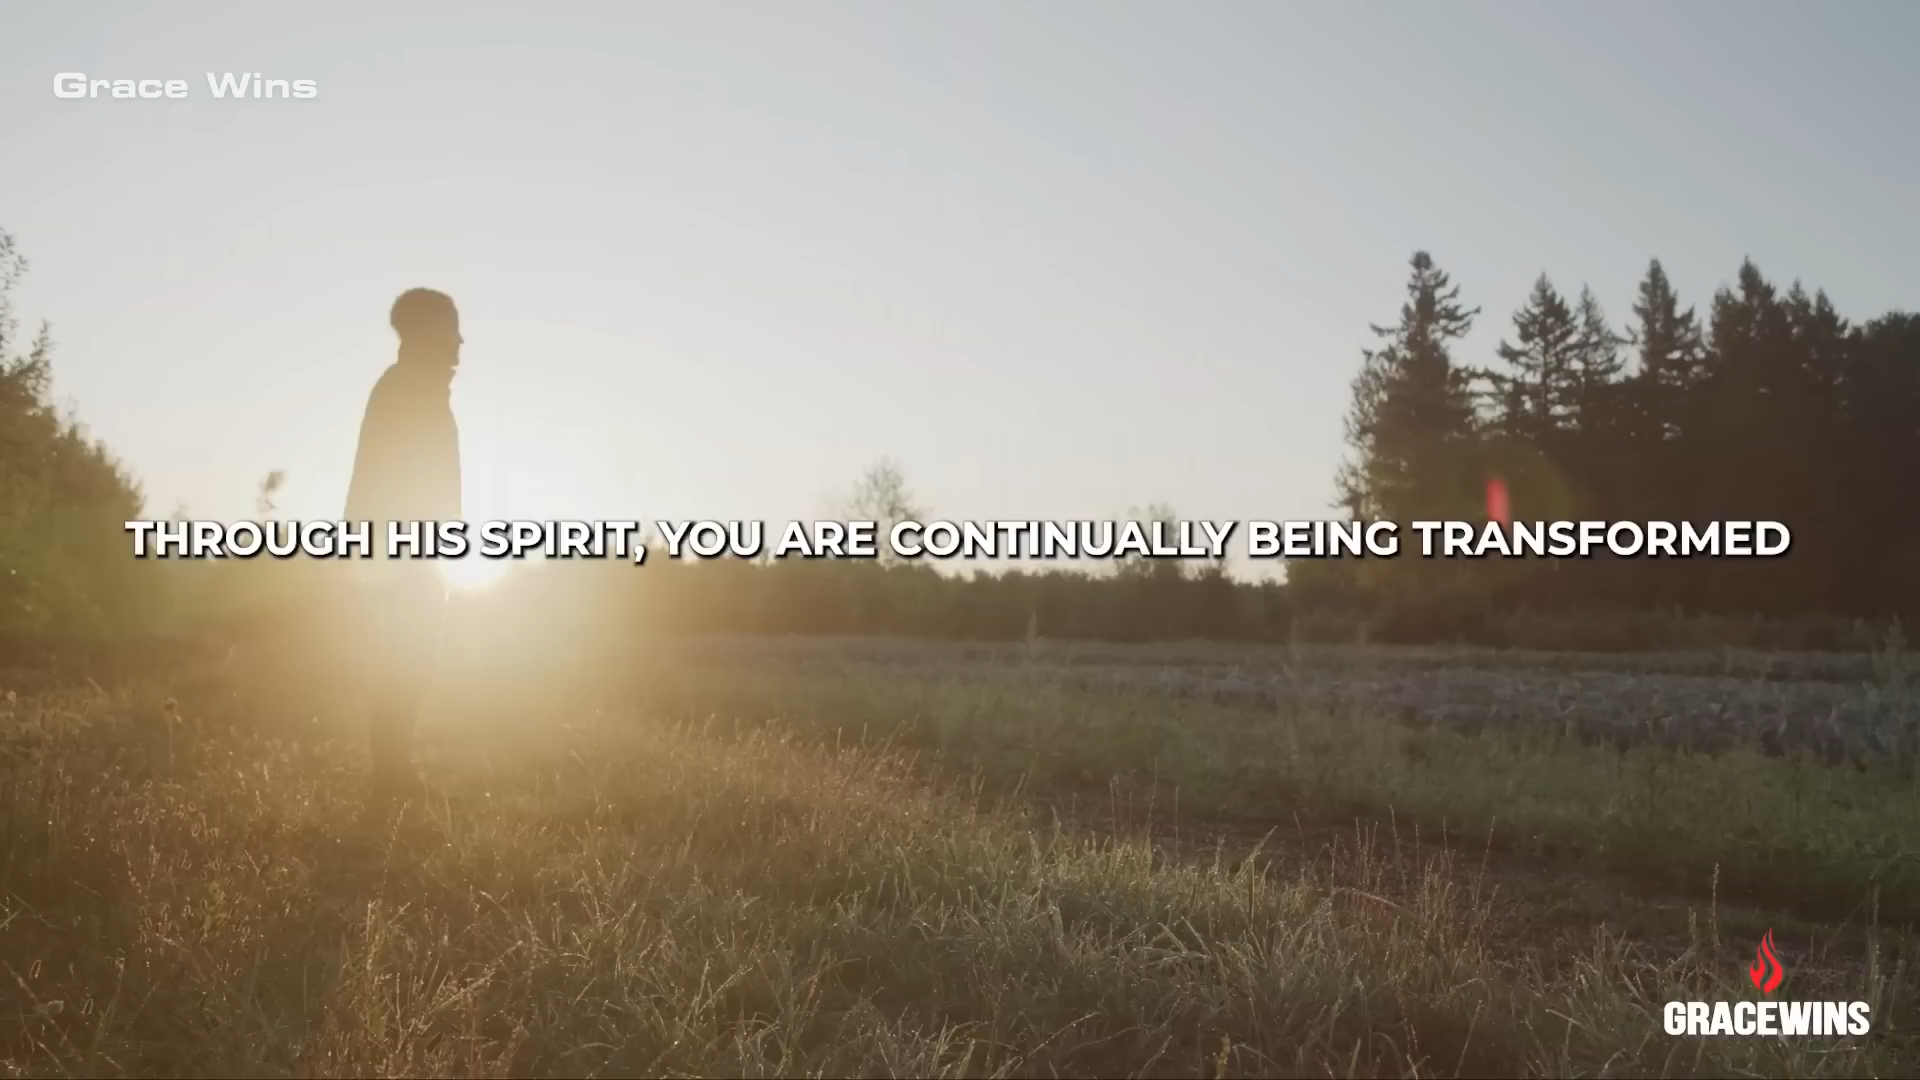 Grace Wins
THROUGH HIS SPIRIT, YOU ARE CONTINUALLY BEING TRANSFORMED
GRACEWINS